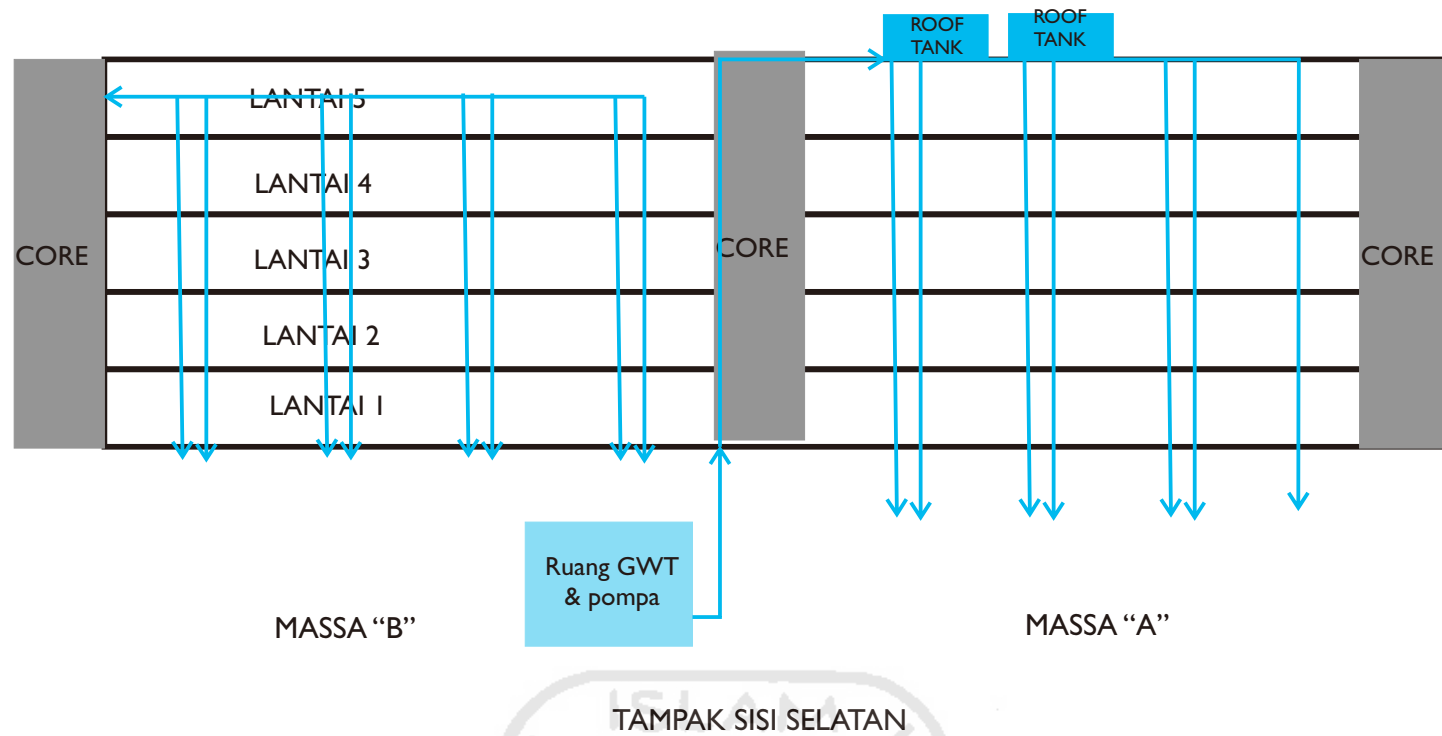 ROOF
TANK
ROOF
TANK
LANTAI 5
LANTAI 4
LANTAI 3
LANTAI 2
LANTAI 1
CORE
CORE
CORE
Ruang GWT
& pompa
MASSA “B”
MASSA “A”
ISLAM
TAMPAK SISI SELATAN